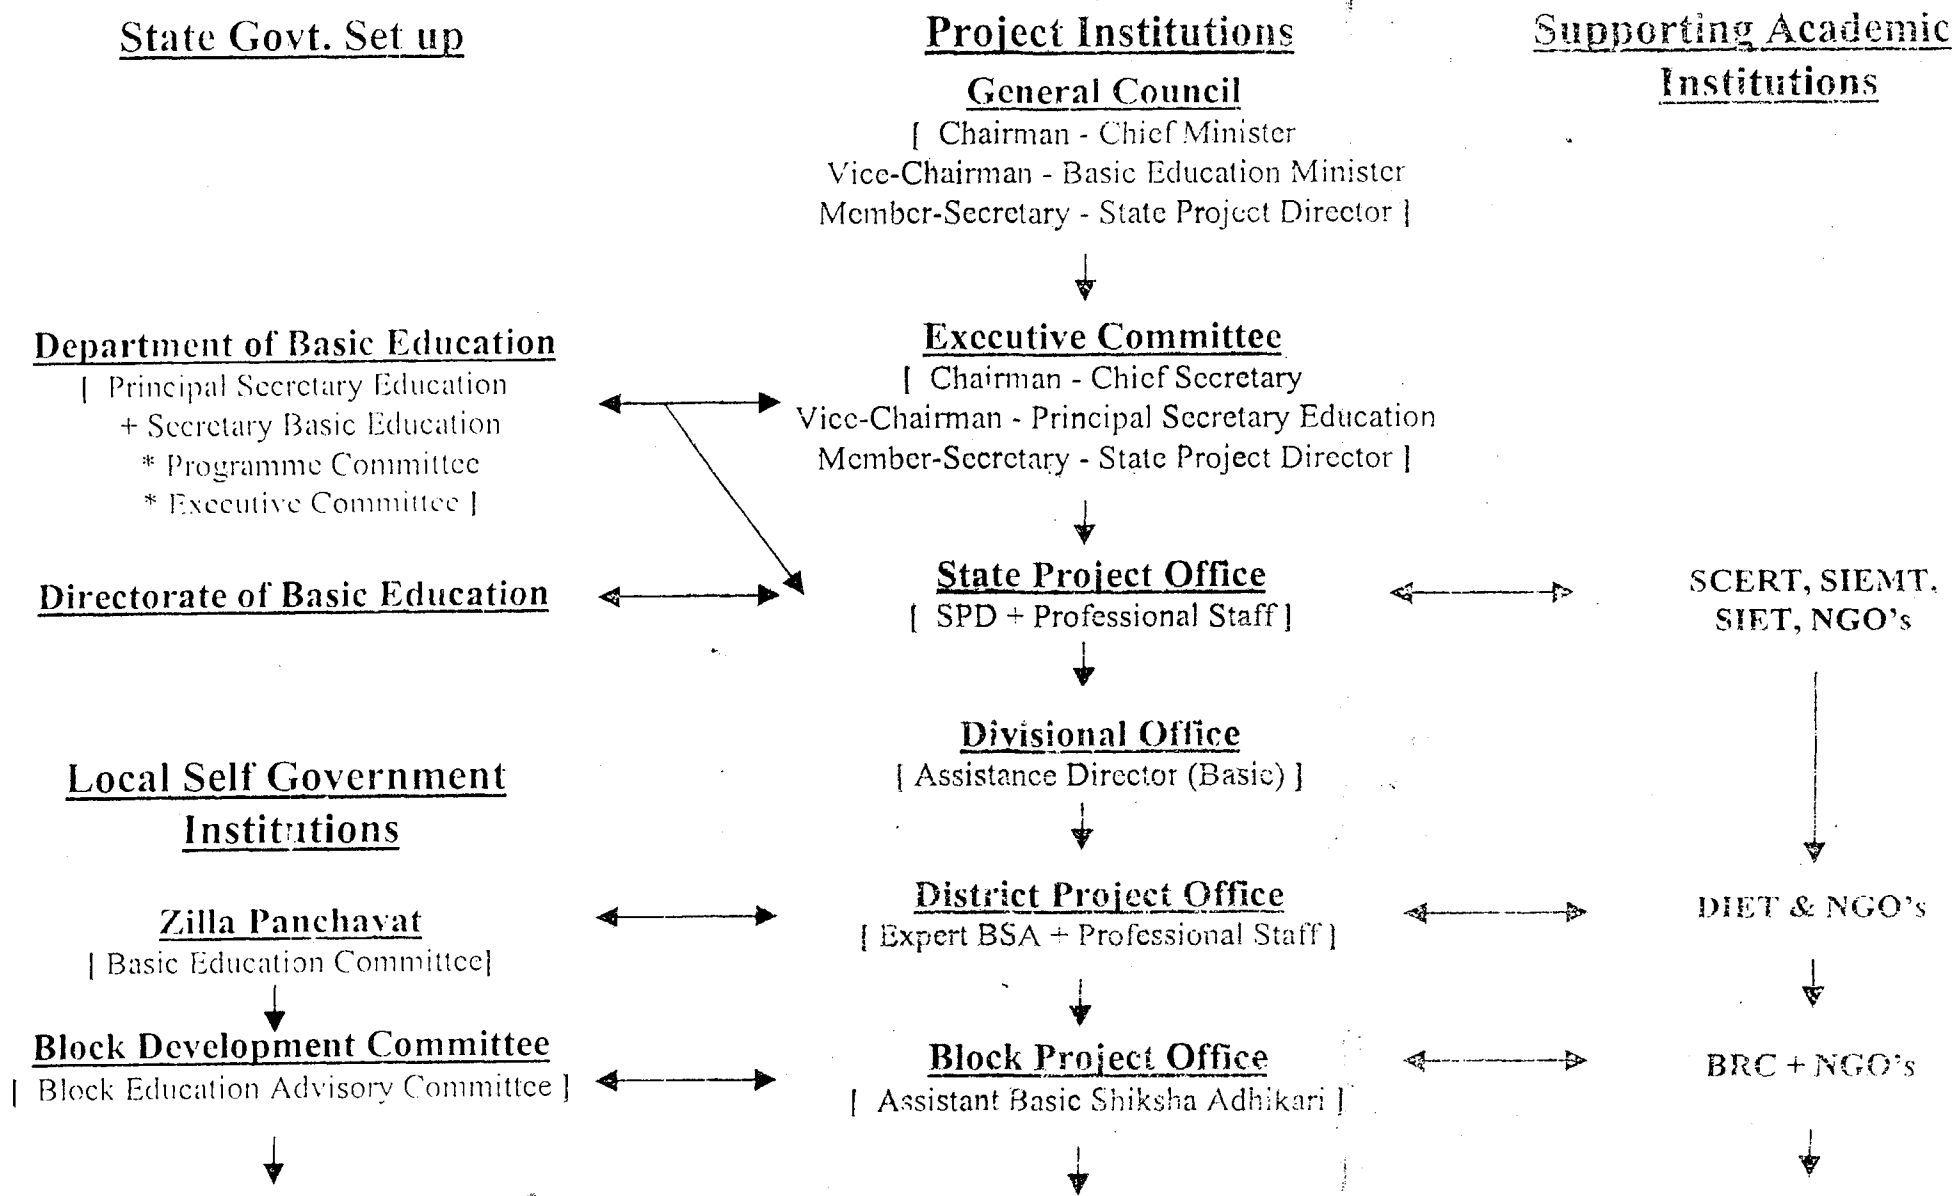 State Govt. Set up
Project Institutions
Supporting Academic
Institutions
General Council
[ Chairman - Chief Minister
Vice-Chairman - Basic Education Minister
Member-Secretary - State Project Director ]
Department of Basic Education
[ Principal Secretary Education
+ Secretary Basic Education
* Programme Committee
* Executive Committee ]
Executive Committee
[ Chairman - Chief Secretary
Vice-Chairman - Principal Secretary Education
Member-Secretary - State Project Director ]
Directorate of Basic Education
State Project Office
[ SPD + Professional Staff ]
SCERT, SIEMT,
SIET, NGO's
Divisional Office
[ Assistance Director (Basic) ]
Local Self Government
Institutions
Zilla Panchayat
[ Basic Education Committee]
District Project Office
[ Expert BSA + Professional Staff ]
DIET & NGO's
Block Development Committee
[ Block Education Advisory Committee ]
Block Project Office
[ Assistant Basic Shiksha Adhikari ]
BRC + NGO's